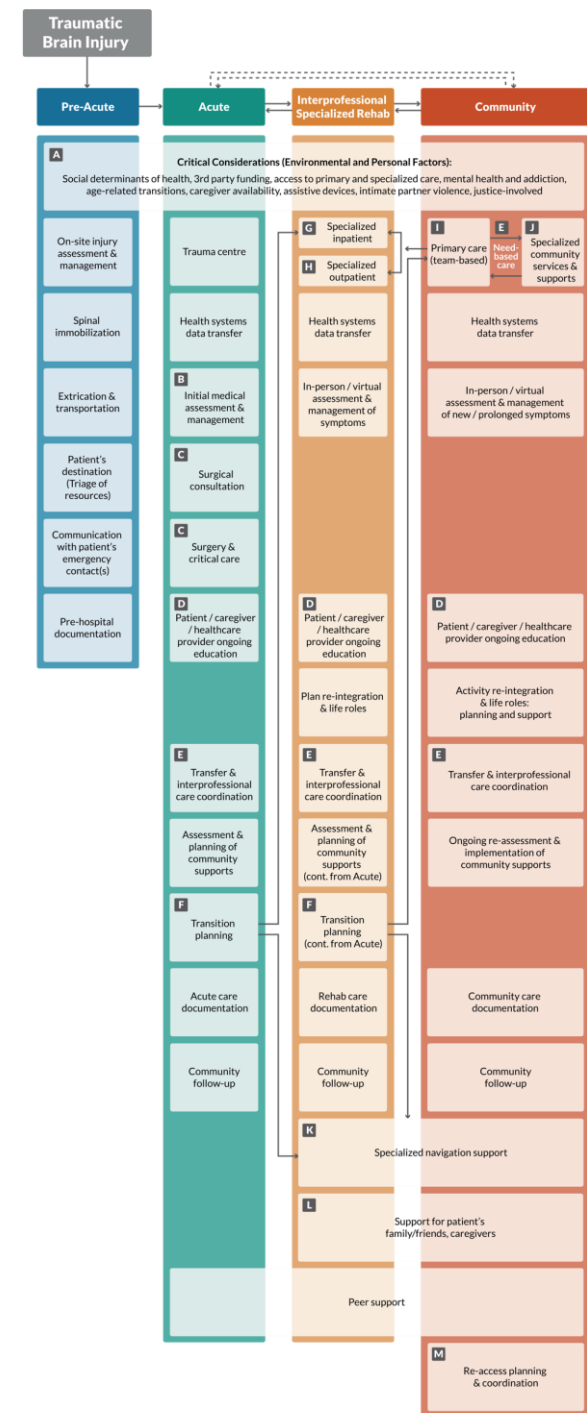 Traumatic
Brain Injury
Pre-Acute
Acute
Interprofessional
Specialized Rehab
Community
A
Critical Considerations (Environmental and Personal Factors):
Social determinants of health, 3rd party funding, access to primary and specialized care, mental health and addiction,
age-related transitions, caregiver availability, assistive devices, intimate partner violence, justice-involved
On-site injury
assessment &
management
Spinal
immobilization
Extrication &
transportation
Patient's
destination
(Triage of
resources)
Communication
with patient's
emergency
contact(s)
Pre-hospital
documentation
Trauma centre
Health systems
data transfer
B
Initial medical
assessment &
management
C
Surgical
consultation
C
Surgery &
critical care
D
Patient / caregiver
/ healthcare
provider ongoing
education
E
Transfer &
interprofessional
care coordination
Assessment &
planning of
community
supports
F
Transition
planning
Acute care
documentation
Community
follow-up
G
Specialized
inpatient
H
Specialized
outpatient
Health systems
data transfer
In-person / virtual
assessment &
management of
symptoms
D
Patient / caregiver
/ healthcare
provider ongoing
education
Plan re-integration
& life roles
E
Transfer &
interprofessional
care coordination
Assessment &
planning of
community
supports
(cont. from Acute)
F
Transition
planning
(cont. from Acute)
Rehab care
documentation
Community
follow-up
I
Primary care
(team-based)
E
Need-
based
care
J
Specialized
community
services &
supports
Health systems
data transfer
In-person / virtual
assessment & management
of new / prolonged symptoms
D
Patient / caregiver / healthcare
provider ongoing education
Activity re-integration
& life roles:
planning and support
E
Transfer & interprofessional
care coordination
Ongoing re-assessment &
implementation of
community supports
Community care
documentation
Community
follow-up
K
Specialized navigation support
L
Support for patient's
family/friends, caregivers
Peer support
M
Re-access planning
& coordination